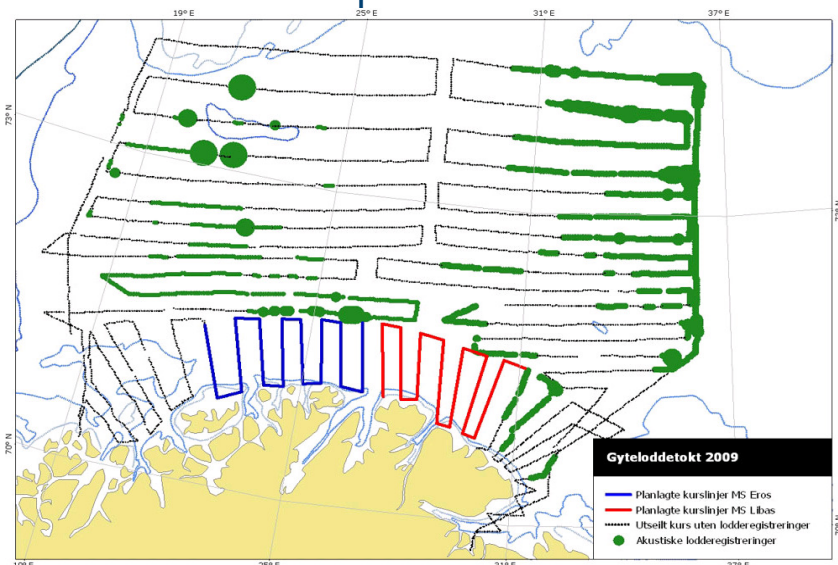 19° E 25° E 31° E 37° E
73° N
70° N
Gyteloddetokt 2009
Planlagte kurslinjer MS Eros
Planlagte kurslinjer MS Libas
Utseilt kurs uten lodderegistreringer
Akustiske lodderegistreringer